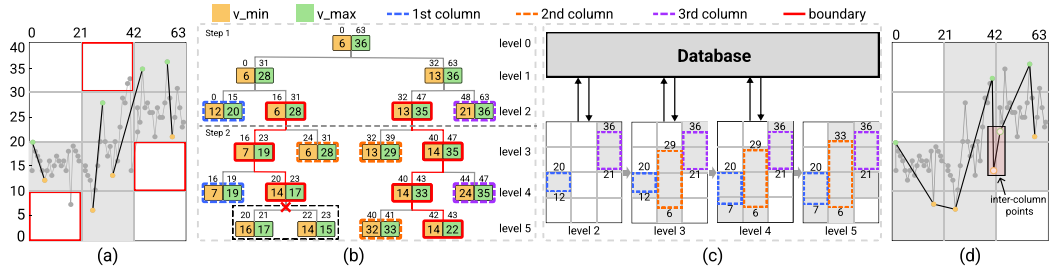 v_min v_max 1st column 2nd column 3rd column boundary
0 21 42 63
40
35
30
25
20
15
10
5
0
(a)
Step 1
6 36
level 0
0 31 32 63
6 28 13 36
level 1
0 15 16 31 32 47 48 63
12 20 6 28 13 35 21 36
level 2
Step 2
16 23 24 31 32 39 40 47
7 19 6 28 13 29 14 35
level 3
16 19 20 23 40 43 44 47
7 19 14 17 14 33 24 35
level 4
20 21 22 23 40 41 42 43
16 17 14 15 32 33 14 22
level 5
(b)
Database
20 12 36 21
level 2
20 12 29 6 36 21
level 3
20 7 29 6 36 21
level 4
20 7 33 6 36 21
level 5
(c)
0 21 42 63
inter-column
points
(d)